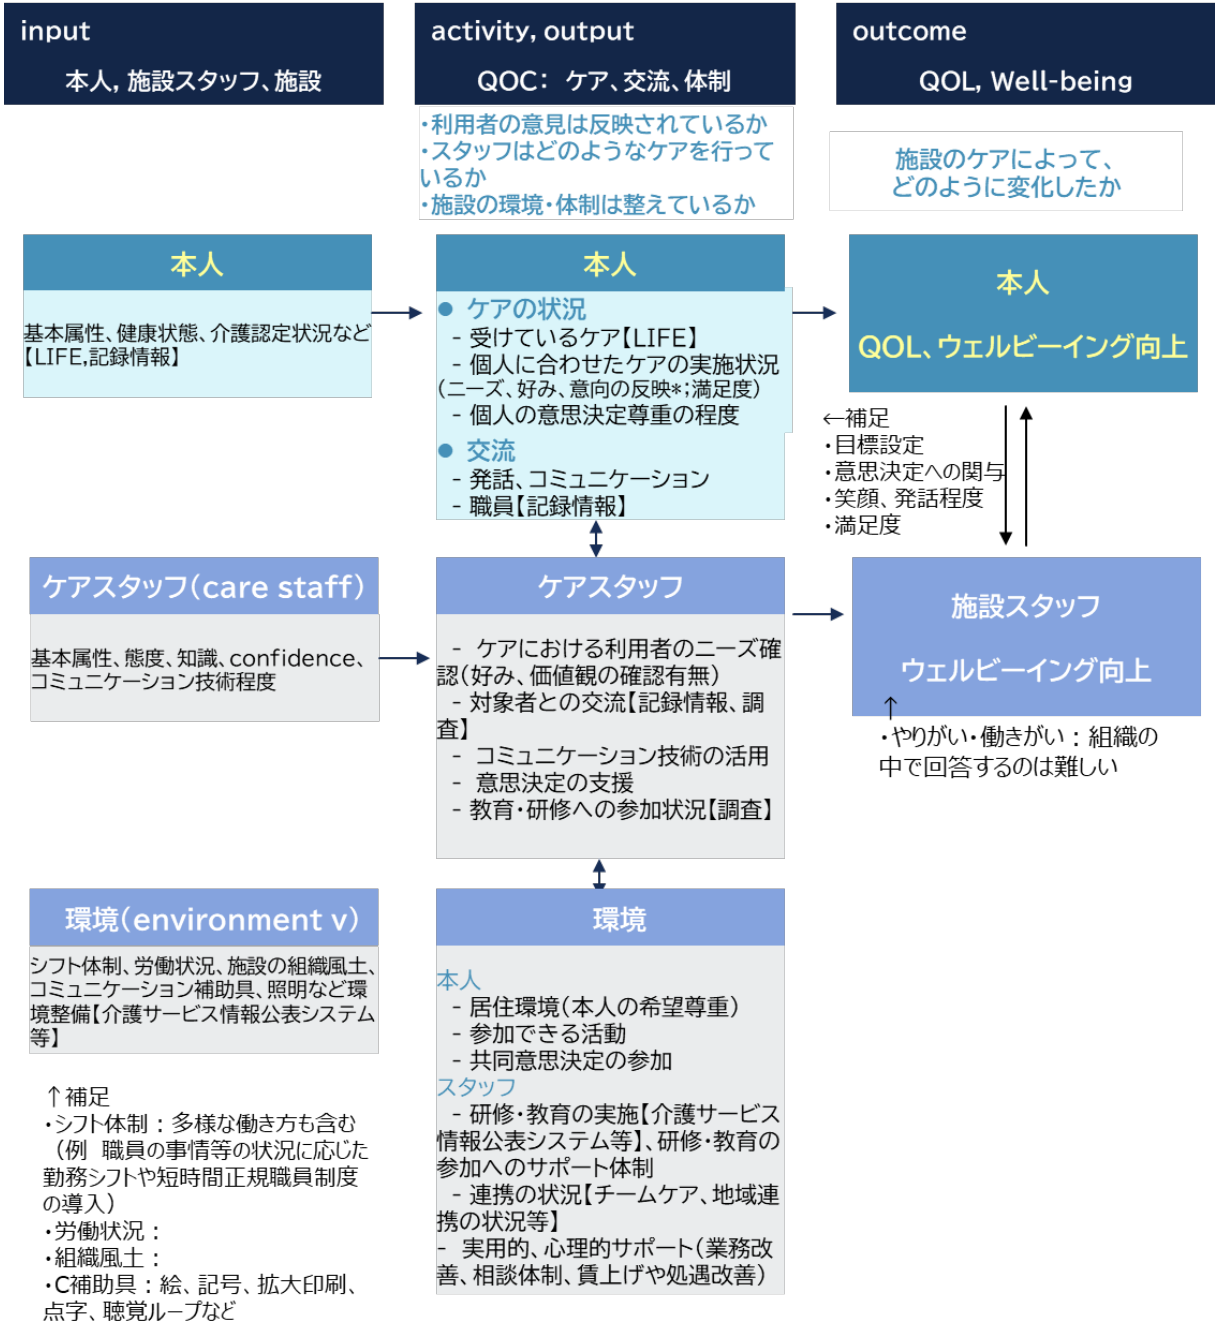 input
本人, 施設スタッフ、施設
activity, output
QOC： ケア、交流、体制
outcome
QOL, Well-being
・利用者の意見は反映されているか
・スタッフはどのようなケアを行って
いるか
・施設の環境・体制は整えているか
施設のケアによって、
どのように変化したか
本人
基本属性、健康状態、介護認定状況など
【LIFE,記録情報】
本人
● ケアの状況
- 受けているケア【LIFE】
- 個人に合わせたケアの実施状況
(ニーズ、好み、意向の反映*;満足度)
- 個人の意思決定尊重の程度
● 交流
- 発話、コミュニケーション
- 職員【記録情報】
本人
QOL、ウェルビーイング向上
←補足
・目標設定
・意思決定への関与
・笑顔、発話程度
・満足度
ケアスタッフ(care staff)
基本属性、態度、知識、confidence、
コミュニケーション技術程度
ケアスタッフ
- ケアにおける利用者のニーズ確
認(好み、価値観の確認有無)
- 対象者との交流【記録情報、調
査】
- コミュニケーション技術の活用
- 意思決定の支援
- 教育・研修への参加状況【調査】
施設スタッフ
ウェルビーイング向上
↑
・やりがい・働きがい：組織の
中で回答するのは難しい
環境(environment v)
シフト体制、労働状況、施設の組織風土、
コミュニケーション補助具、照明など環
境整備【介護サービス情報公表システム
等】
↑補足
・シフト体制：多様な働き方も含む
（例 職員の事情等の状況に応じた
勤務シフトや短時間正規職員制度
の導入）
・労働状況：
・組織風土：
・C補助具：絵、記号、拡大印刷、
点字、聴覚ループなど
環境
本人
- 居住環境(本人の希望尊重)
- 参加できる活動
- 共同意思決定の参加
スタッフ
- 研修・教育の実施【介護サービス
情報公表システム等】、研修・教育の
参加へのサポート体制
- 連携の状況【チームケア、地域連
携の状況等】
- 実用的、心理的サポート(業務改
善、相談体制、賃上げや処遇改善)